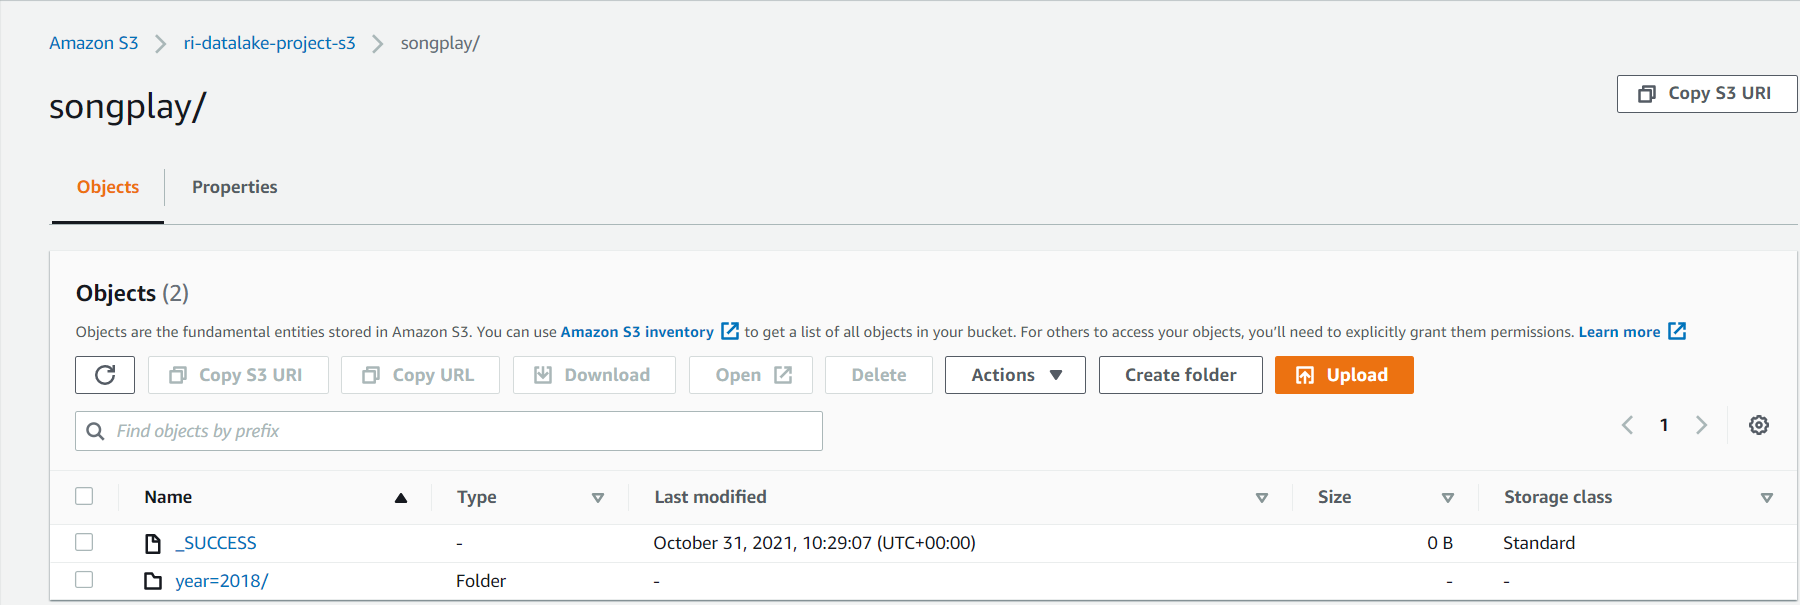 Amazon S3 > ri-datalake-project-s3 > songplay/
songplay/
Copy S3 URI
Objects Properties
Objects (2)
Objects are the fundamental entities stored in Amazon S3. You can use Amazon S3 inventory to get a list of all objects in your bucket. For others to access your objects, you'll need to explicitly grant them permissions. Learn more
Copy S3 URI Copy URL Download Open Delete Actions Create folder Upload
Find objects by prefix
1
Name Type Last modified Size Storage class
_SUCCESS - October 31, 2021, 10:29:07 (UTC+00:00) 0 B Standard
year=2018/ Folder - - -